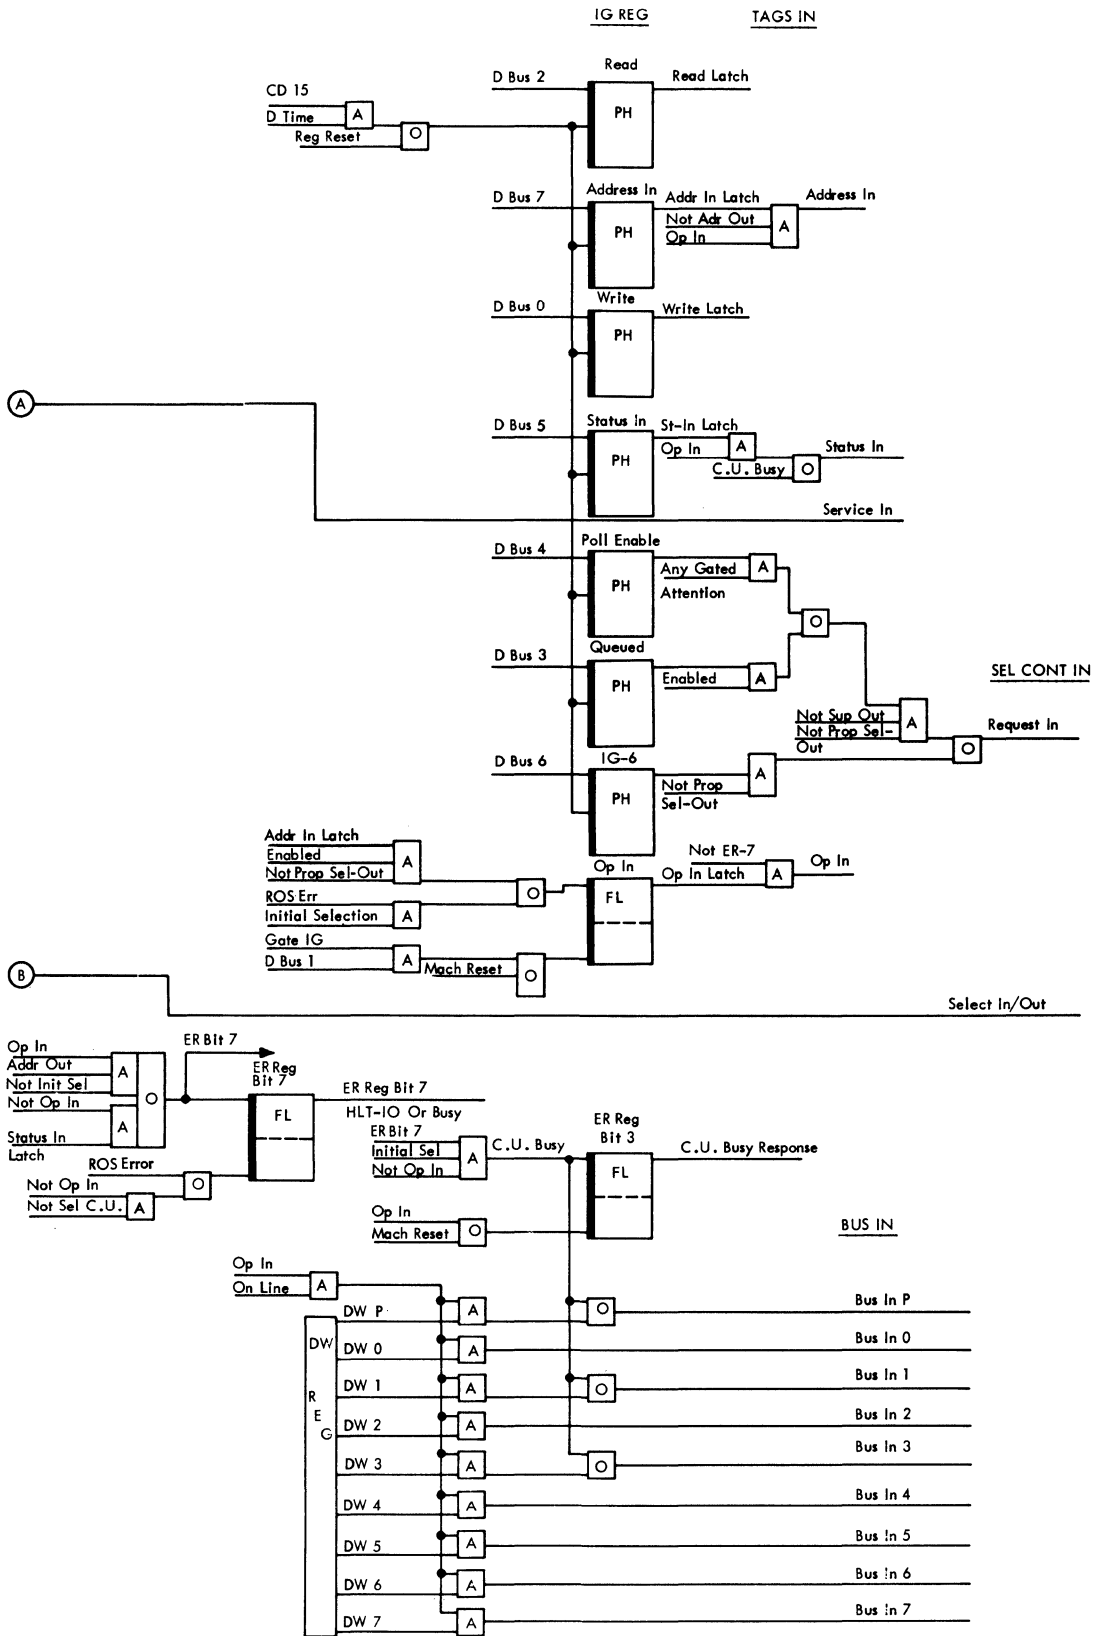 IG REG
TAGS IN
Read
D Bus 2
Read Latch
CD 15
PH
D Time
A
Reg Reset
O
Address In
D Bus 7
Addr In Latch
Address In
Not Adr Out
PH
A
Op In
Write
D Bus 0
Write Latch
PH
A
Status In
D Bus 5
St-In Latch
Op In
A
Status In
PH
C.U. Busy
O
Service In
Poll Enable
D Bus 4
Any Gated
A
PH
Attention
O
Queued
D Bus 3
Enabled
A
PH
SEL CONT IN
Not Sup Out
A
Request In
Not Prop Sel-
Out
O
IG-6
D Bus 6
Not Prop
A
PH
Sel-Out
Addr In Latch
Enabled
A
Not Prop Sel-Out
Not ER-7
Op In
Op In Latch
A
Op In
ROS Err
O
FL
Initial Selection
A
Gate IG
D Bus 1
A
Mach Reset
O
B
Select In/Out
Op In
ER Bit 7
Addr Out
A
ER Reg
Bit 7
Not Init Sel
ER Reg Bit 7
Not Op In
O
FL
HLT-IO Or Busy
ER Reg
Bit 3
Status In
Latch
A
ER Bit 7
Initial Sel
A
C.U. Busy
C.U. Busy Response
Not Op In
FL
ROS Error
O
Not Op In
Not Sel C.U.
A
Op In
Mach Reset
O
BUS IN
Op In
On Line
A
DW P
A
O
Bus In P
DW
REG
DW 0
A
Bus In 0
DW 1
A
O
Bus In 1
DW 2
A
Bus In 2
DW 3
A
O
Bus In 3
DW 4
A
Bus In 4
DW 5
A
Bus In 5
DW 6
A
Bus In 6
DW 7
A
Bus In 7